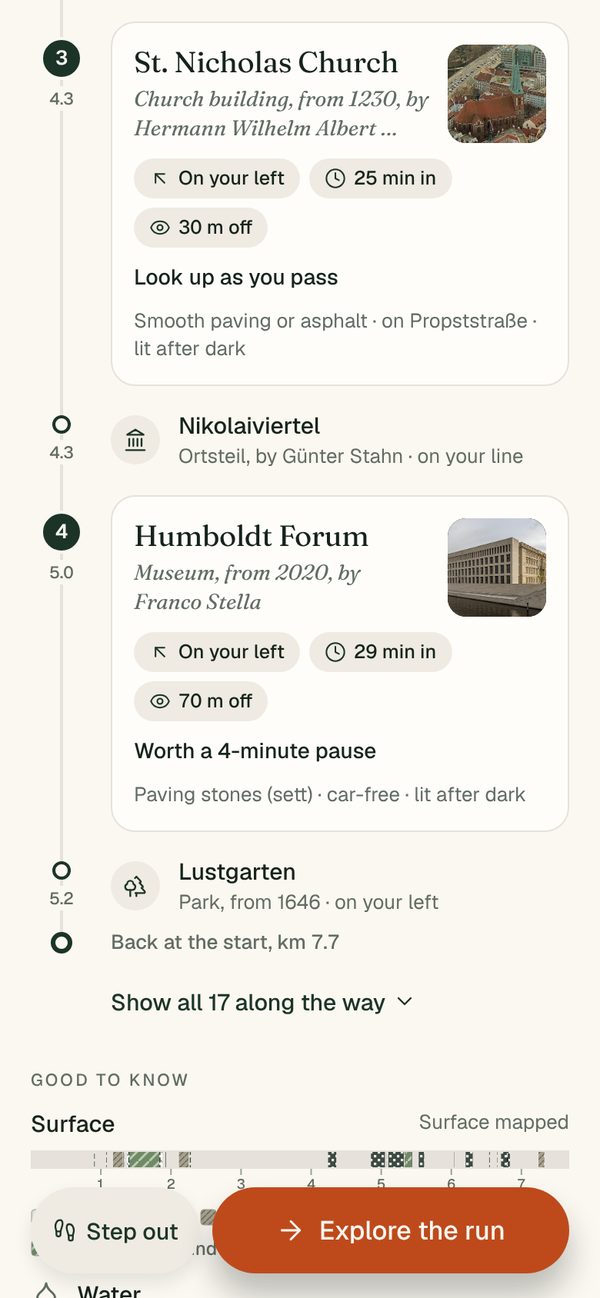 3
St. Nicholas Church
4.3
Church building, from 1230, by
Hermann Wilhelm Albert ...
On your left
25 min in
30 m off
Look up as you pass
Smooth paving or asphalt · on Propststraße ·
lit after dark
Nikolaiviertel
4.3
Ortsteil, by Günter Stahn · on your line
4
Humboldt Forum
5.0
Museum, from 2020, by
Franco Stella
On your left
29 min in
70 m off
Worth a 4-minute pause
Paving stones (sett) · car-free · lit after dark
Lustgarten
5.2
Park, from 1646 · on your left
Back at the start, km 7.7
Show all 17 along the way
GOOD TO KNOW
Surface
Surface mapped
1 2 3 4 5 6 7
Step out
Explore the run
Water